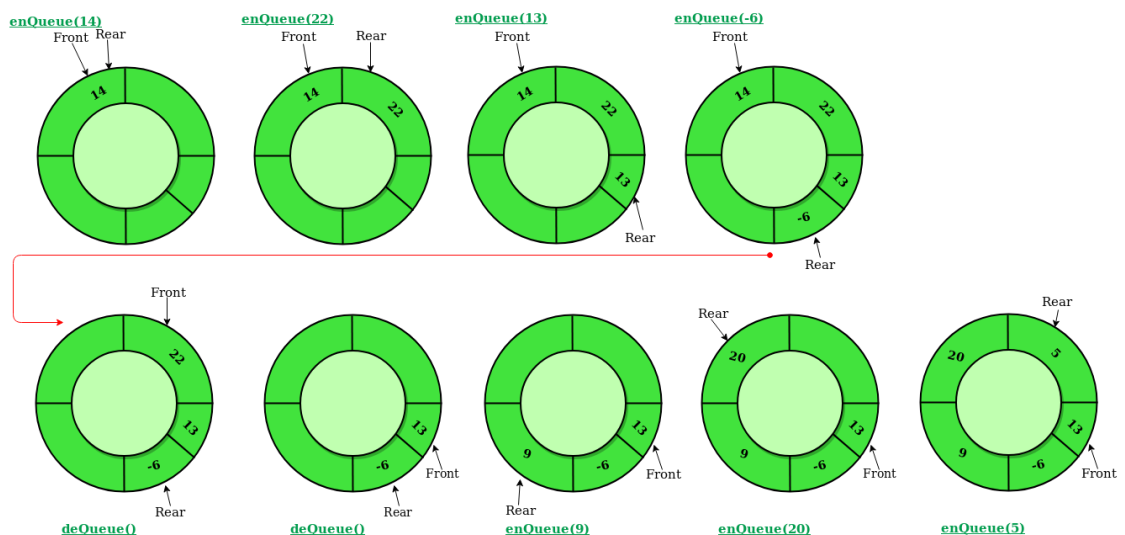 enQueue(14)
Front Rear
14
enQueue(22)
Front Rear
14
22
enQueue(13)
Front
14
22
13
Rear
enQueue(-6)
Front
14
22
13
-6
Rear
Front
22
13
-6
Rear
deQueue()
13
-6
Front
Rear
deQueue()
13
9
-6
Front
Rear
enQueue(9)
Rear
20
13
9
-6
Front
enQueue(20)
Rear
20
5
13
9
-6
Front
enQueue(5)